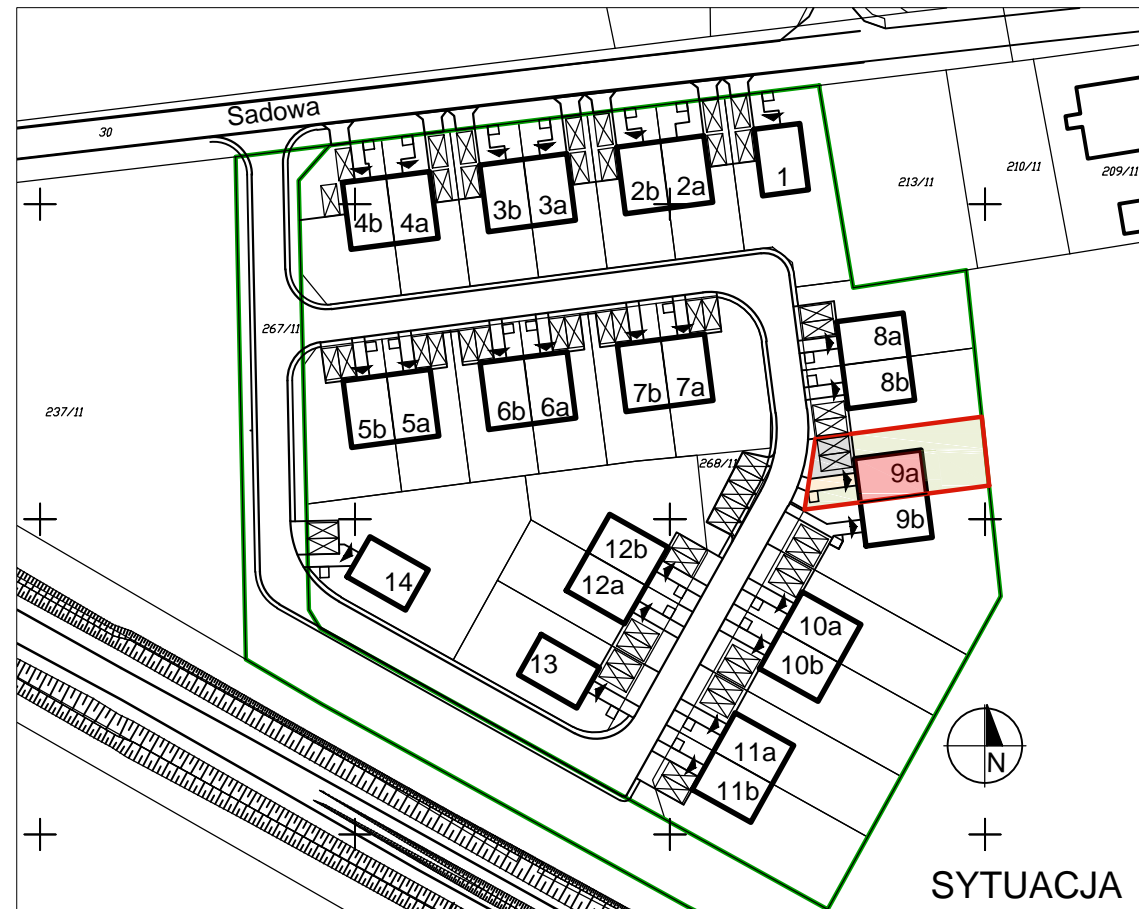 Sadowa
30
4b 4a
3b 3a
2b 2a
1
213/11
210/11
209/11
267/11
237/11
5b 5a
6b 6a
7b 7a
8a
8b
268/11
9a
9b
12b
12a
14
13
10a
10b
11a
11b
N
SYTUACJA